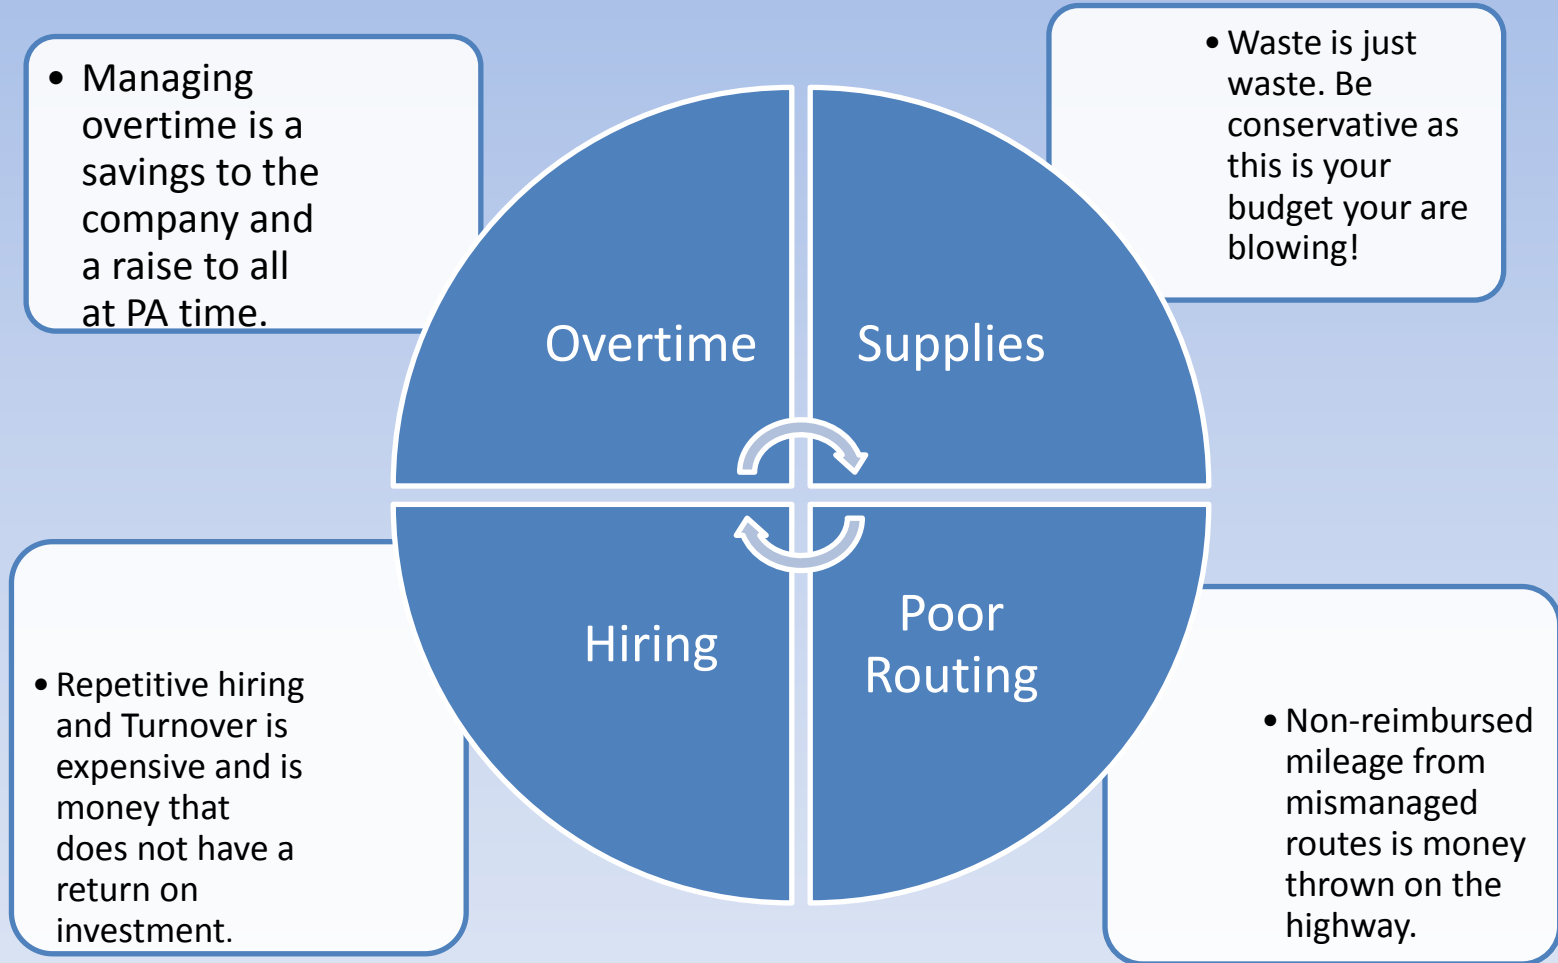 • Managing
overtime is a
savings to the
company and
a raise to all
at PA time.
• Waste is just
waste. Be
conservative as
this is your
budget your are
blowing!
Overtime
Supplies
Hiring
Poor
Routing
• Repetitive hiring
and Turnover is
expensive and is
money that
does not have a
return on
investment.
• Non-reimbursed
mileage from
mismanaged
routes is money
thrown on the
highway.